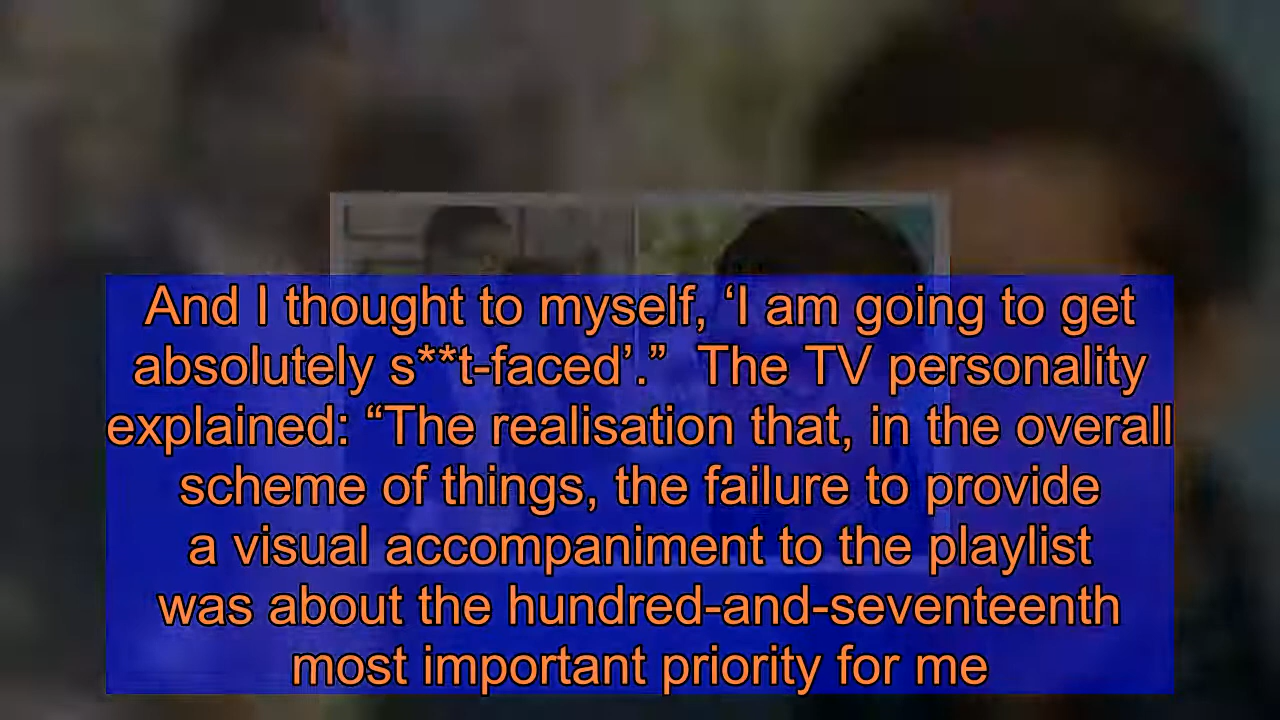 And I thought to myself, ‘I am going to get
absolutely s**t-faced’.”  The TV personality
explained: “The realisation that, in the overall
scheme of things, the failure to provide
a visual accompaniment to the playlist
was about the hundred-and-seventeenth
most important priority for me